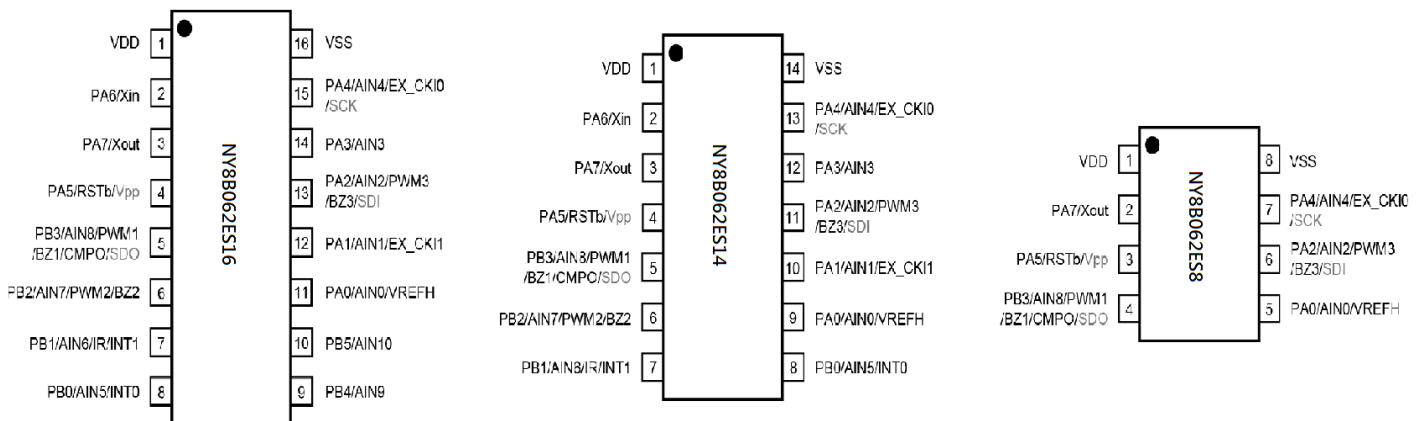 VDD 1
PA6/Xin 2
PA7/Xout 3
PA5/RSTb/Vpp 4
PB3/AIN8/PWM1
/BZ1/CMPO/SDO 5
PB2/AIN7/PWM2/BZ2 6
PB1/AIN6/IR/INT1 7
PB0/AIN5/INT0 8
NY8B062ES16
16 VSS
15 PA4/AIN4/EX_CKI0
/SCK
14 PA3/AIN3
13 PA2/AIN2/PWM3
/BZ3/SDI
12 PA1/AIN1/EX_CKI1
11 PA0/AIN0/VREFH
10 PB5/AIN10
9 PB4/AIN9
VDD 1
PA6/Xin 2
PA7/Xout 3
PA5/RSTb/Vpp 4
PB3/AIN8/PWM1
/BZ1/CMPO/SDO 5
PB2/AIN7/PWM2/BZ2 6
PB1/AIN6/IR/INT1 7
NY8B062ES14
14 VSS
13 PA4/AIN4/EX_CKI0
/SCK
12 PA3/AIN3
11 PA2/AIN2/PWM3
/BZ3/SDI
10 PA1/AIN1/EX_CKI1
9 PA0/AIN0/VREFH
8 PB0/AIN5/INT0
VDD 1
PA7/Xout 2
PA5/RSTb/Vpp 3
PB3/AIN8/PWM1
/BZ1/CMPO/SDO 4
NY8B062ES8
8 VSS
7 PA4/AIN4/EX_CKI0
/SCK
6 PA2/AIN2/PWM3
/BZ3/SDI
5 PA0/AIN0/VREFH